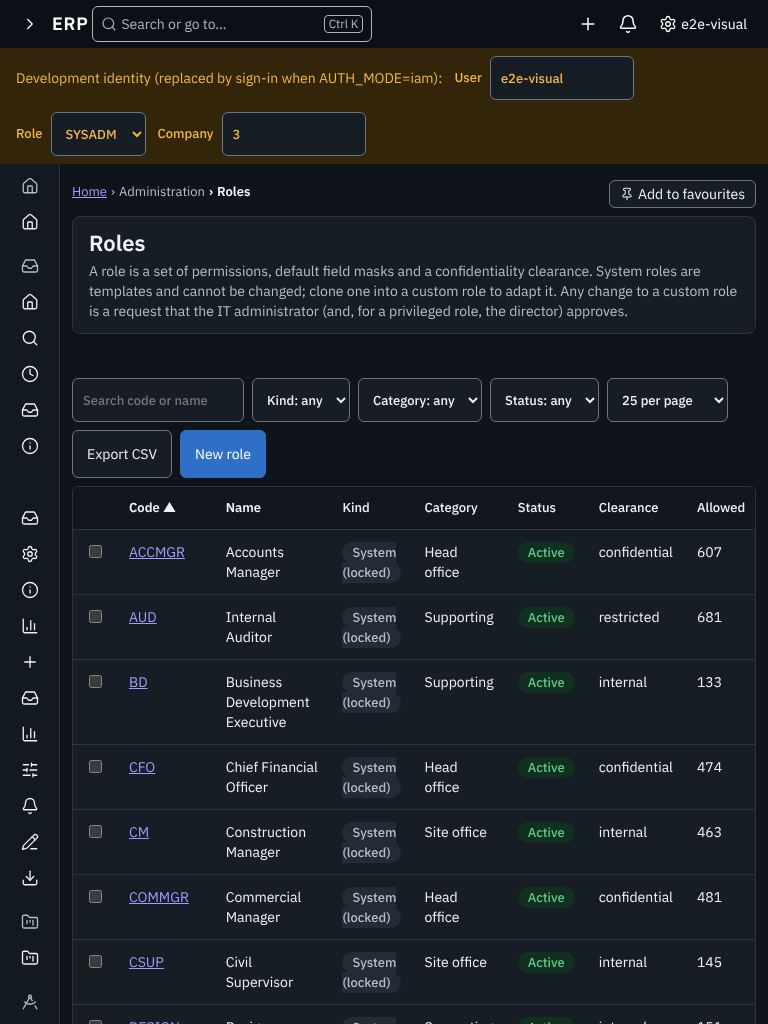 ERP
Search or go to...
Ctrl K
e2e-visual
Development identity (replaced by sign-in when AUTH_MODE=iam): User e2e-visual
Role SYSADM Company 3
Home › Administration › Roles
Add to favourites
Roles
A role is a set of permissions, default field masks and a confidentiality clearance. System roles are
templates and cannot be changed; clone one into a custom role to adapt it. Any change to a custom role
is a request that the IT administrator (and, for a privileged role, the director) approves.
Search code or name Kind: any Category: any Status: any 25 per page
Export CSV New role
Code ▲ Name Kind Category Status Clearance Allowed
ACCMGR Accounts System Head Active confidential 607
Manager (locked) office
AUD Internal System Supporting Active restricted 681
Auditor (locked)
BD Business System Supporting Active internal 133
Development (locked)
Executive
CFO Chief Financial System Head Active confidential 474
Officer (locked) office
CM Construction System Site office Active internal 463
Manager (locked)
COMMGR Commercial System Head Active confidential 481
Manager (locked) office
CSUP Civil System Site office Active internal 145
Supervisor (locked)